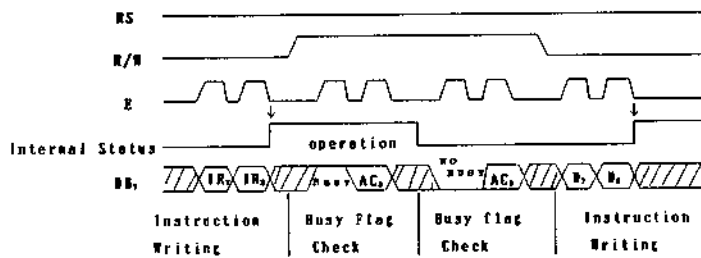 RS
R/W
E
Internal Status
operation
DB₇
IR₇
IR₃
Busy
AC₃
No Busy
AC₃
D₇
D₃
Instruction Writing
Busy Flag Check
Busy flag Check
Instruction Writing